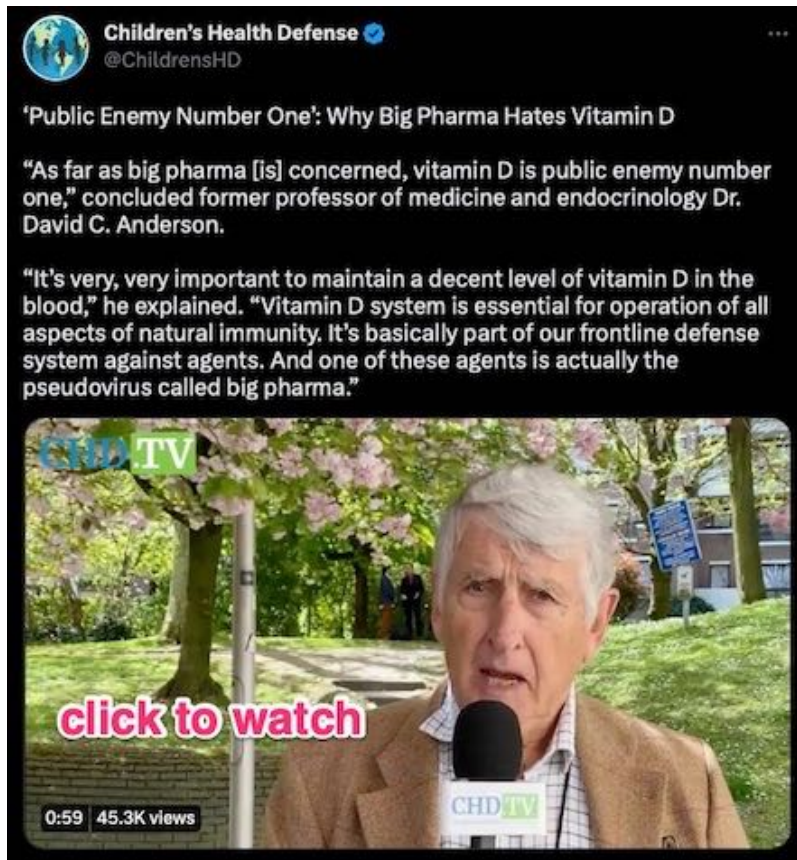 Children's Health Defense
@ChildrensHD
‘Public Enemy Number One’: Why Big Pharma Hates Vitamin D
“As far as big pharma [is] concerned, vitamin D is public enemy number
one,” concluded former professor of medicine and endocrinology Dr.
David C. Anderson.
“It’s very, very important to maintain a decent level of vitamin D in the
blood,” he explained. “Vitamin D system is essential for operation of all
aspects of natural immunity. It’s basically part of our frontline defense
system against agents. And one of these agents is actually the
pseudovirus called big pharma.”
CHD.TV
click to watch
0:59 45.3K views
CHD.TV